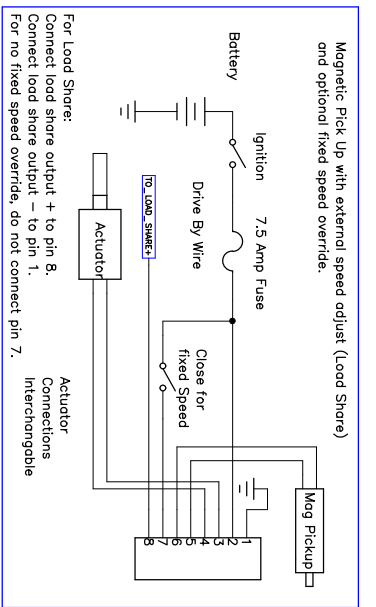 Magnetic Pick Up with external speed adjust (Load Share)
and optional fixed speed override.
Battery
Ignition
7.5 Amp Fuse
Drive By Wire
TO_LOAD_SHARE+
Close for
fixed Speed
Mag Pickup
1
2
3
4
5
6
7
8
Actuator
Actuator
Connections
Interchangable
For Load Share:
Connect load share output + to pin 8.
Connect load share output - to pin 1.
For no fixed speed override, do not connect pin 7.